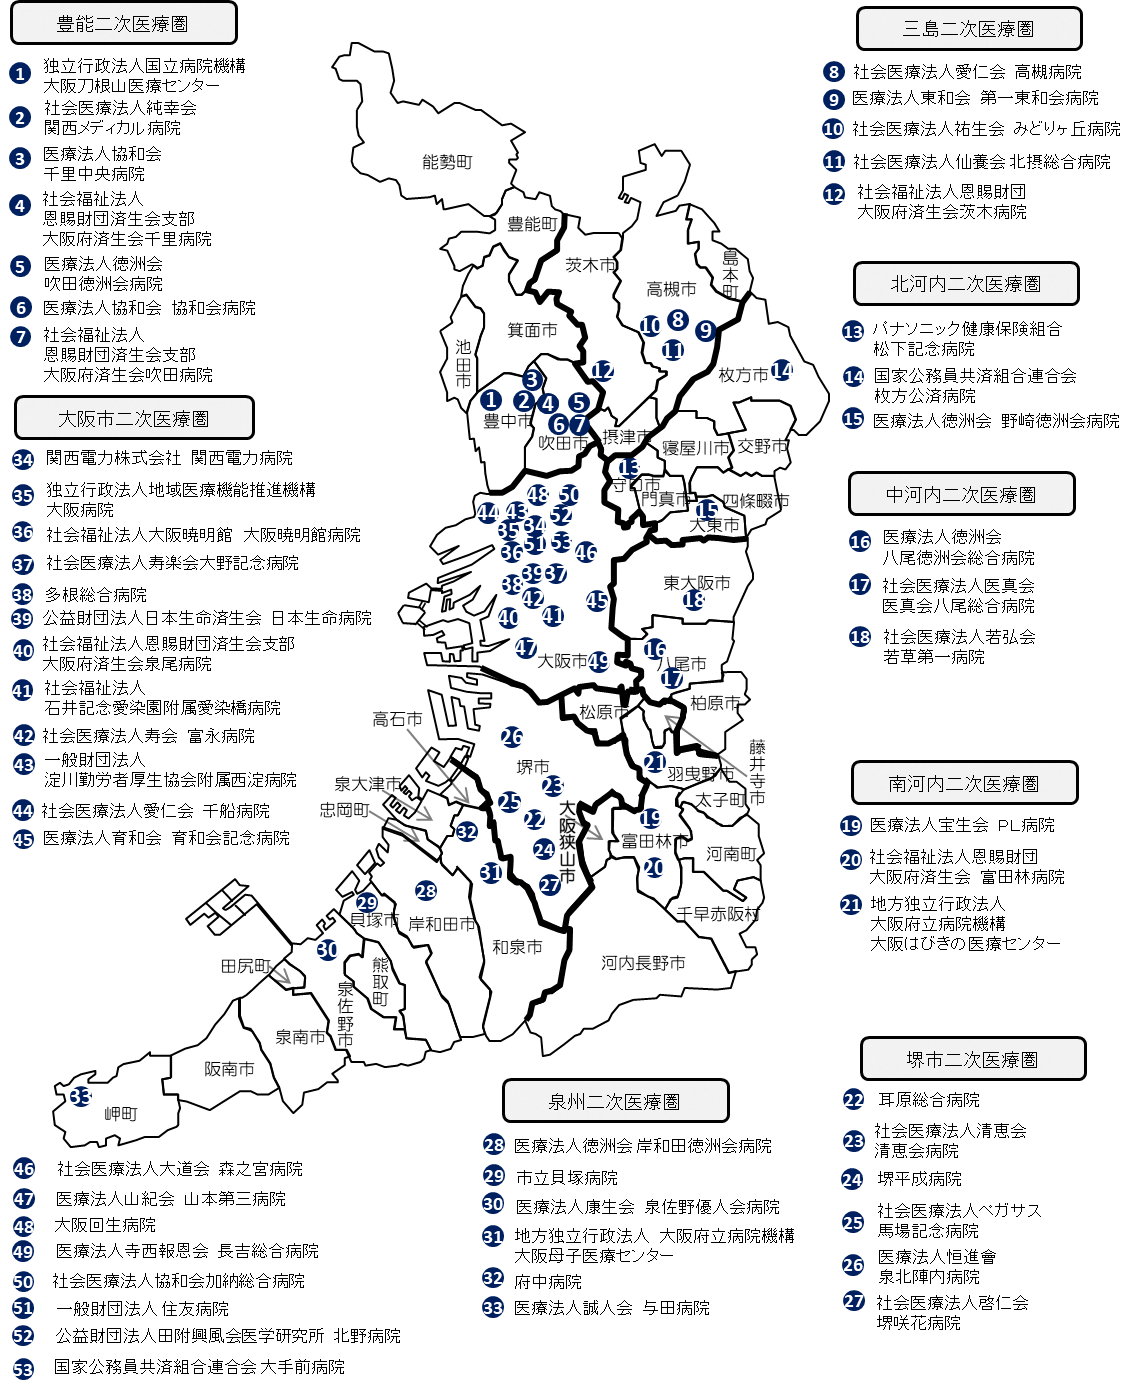 豊能二次医療圏
1 独立行政法人国立病院機構
大阪刀根山医療センター
2 社会医療法人純幸会
関西メディカル病院
3 医療法人協和会
千里中央病院
4 社会福祉法人
恩賜財団済生会支部
大阪府済生会千里病院
5 医療法人徳洲会
吹田徳洲会病院
6 医療法人協和会 協和会病院
7 社会福祉法人
恩賜財団済生会支部
大阪府済生会吹田病院
大阪市二次医療圏
34 関西電力株式会社 関西電力病院
35 独立行政法人地域医療機能推進機構
大阪病院
36 社会福祉法人大阪暁明館 大阪暁明館病院
37 社会医療法人寿楽会大野記念病院
38 多根総合病院
39 公益財団法人日本生命済生会 日本生命病院
40 社会福祉法人恩賜財団済生会支部
大阪府済生会泉尾病院
41 社会福祉法人
石井記念愛染園附属愛染橋病院
42 社会医療法人寿会 富永病院
43 一般財団法人
淀川勤労者厚生協会附属西淀病院
44 社会医療法人愛仁会 千船病院
45 医療法人育和会 育和会記念病院
三島二次医療圏
8 社会医療法人愛仁会 高槻病院
9 医療法人東和会 第一東和会病院
10 社会医療法人祐生会 みどりヶ丘病院
11 社会医療法人仙養会 北摂総合病院
12 社会福祉法人恩賜財団
大阪府済生会茨木病院
北河内二次医療圏
13 パナソニック健康保険組合
松下記念病院
14 国家公務員共済組合連合会
枚方公済病院
15 医療法人徳洲会 野崎徳洲会病院
中河内二次医療圏
16 医療法人徳洲会
八尾徳洲会総合病院
17 社会医療法人医真会
医真会八尾総合病院
18 社会医療法人若弘会
若草第一病院
南河内二次医療圏
19 医療法人宝生会 PL病院
20 社会福祉法人恩賜財団
大阪府済生会 富田林病院
21 地方独立行政法人
大阪府立病院機構
大阪はびきの医療センター
堺市二次医療圏
22 耳原総合病院
23 社会医療法人清恵会
清恵会病院
24 堺平成病院
25 社会医療法人ペガサス
馬場記念病院
26 医療法人恒進會
泉北陣内病院
27 社会医療法人啓仁会
堺咲花病院
能勢町
豊能町
茨木市
島本町
高槻市
箕面市
池田市
10
8
9
11
12
枚方市
14
3
1
2
4
5
豊中市
6
7
吹田市
摂津市
寝屋川市
交野市
13
守口市
門真市
四條畷市
15
大東市
48
50
44
43
52
34
35
51
53
36
46
39
37
38
42
45
40
41
47
大阪市
49
東大阪市
18
16
八尾市
17
柏原市
松原市
高石市
26
堺市
21
羽曳野市
藤井寺市
泉大津市
忠岡町
23
25
22
大阪狭山市
太子町
19
富田林市
24
河南町
20
27
32
31
28
29
貝塚市
岸和田市
千早赤阪村
和泉市
河内長野市
30
田尻町
熊取町
泉佐野市
泉南市
阪南市
33
岬町
46 社会医療法人大道会 森之宮病院
47 医療法人山紀会 山本第三病院
48 大阪回生病院
49 医療法人寺西報恩会 長吉総合病院
50 社会医療法人協和会加納総合病院
51 一般財団法人 住友病院
52 公益財団法人田附興風会医学研究所 北野病院
53 国家公務員共済組合連合会 大手前病院
泉州二次医療圏
28 医療法人徳洲会 岸和田徳洲会病院
29 市立貝塚病院
30 医療法人康生会 泉佐野優人会病院
31 地方独立行政法人 大阪府立病院機構
大阪母子医療センター
32 府中病院
33 医療法人誠人会 与田病院